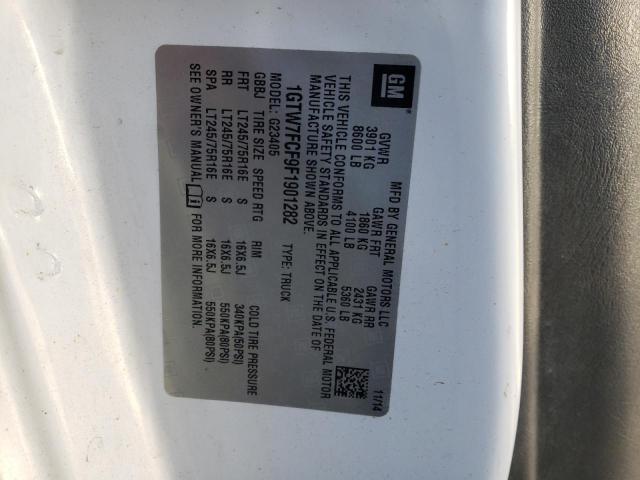 GM
MFD BY GENERAL MOTORS LLC
11/14
GVWR GAWR FRT GAWR RR
3901 KG 1860 KG 2431 KG
8600 LB 4100 LB 5360 LB
THIS VEHICLE CONFORMS TO ALL APPLICABLE U.S. FEDERAL MOTOR
VEHICLE SAFETY STANDARDS IN EFFECT ON THE DATE OF
MANUFACTURE SHOWN ABOVE.
1GTW7FCF9F1901282 TYPE: TRUCK
MODEL: G23405
GBBJ TIRE SIZE SPEED RTG RIM COLD TIRE PRESSURE
FRT LT245/75R16E S 16X6.5J 340KPA(50PSI)
RR LT245/75R16E S 16X6.5J 550KPA(80PSI)
SPA LT245/75R16E S 16X6.5J 550KPA(80PSI)
SEE OWNER'S MANUAL FOR MORE INFORMATION.